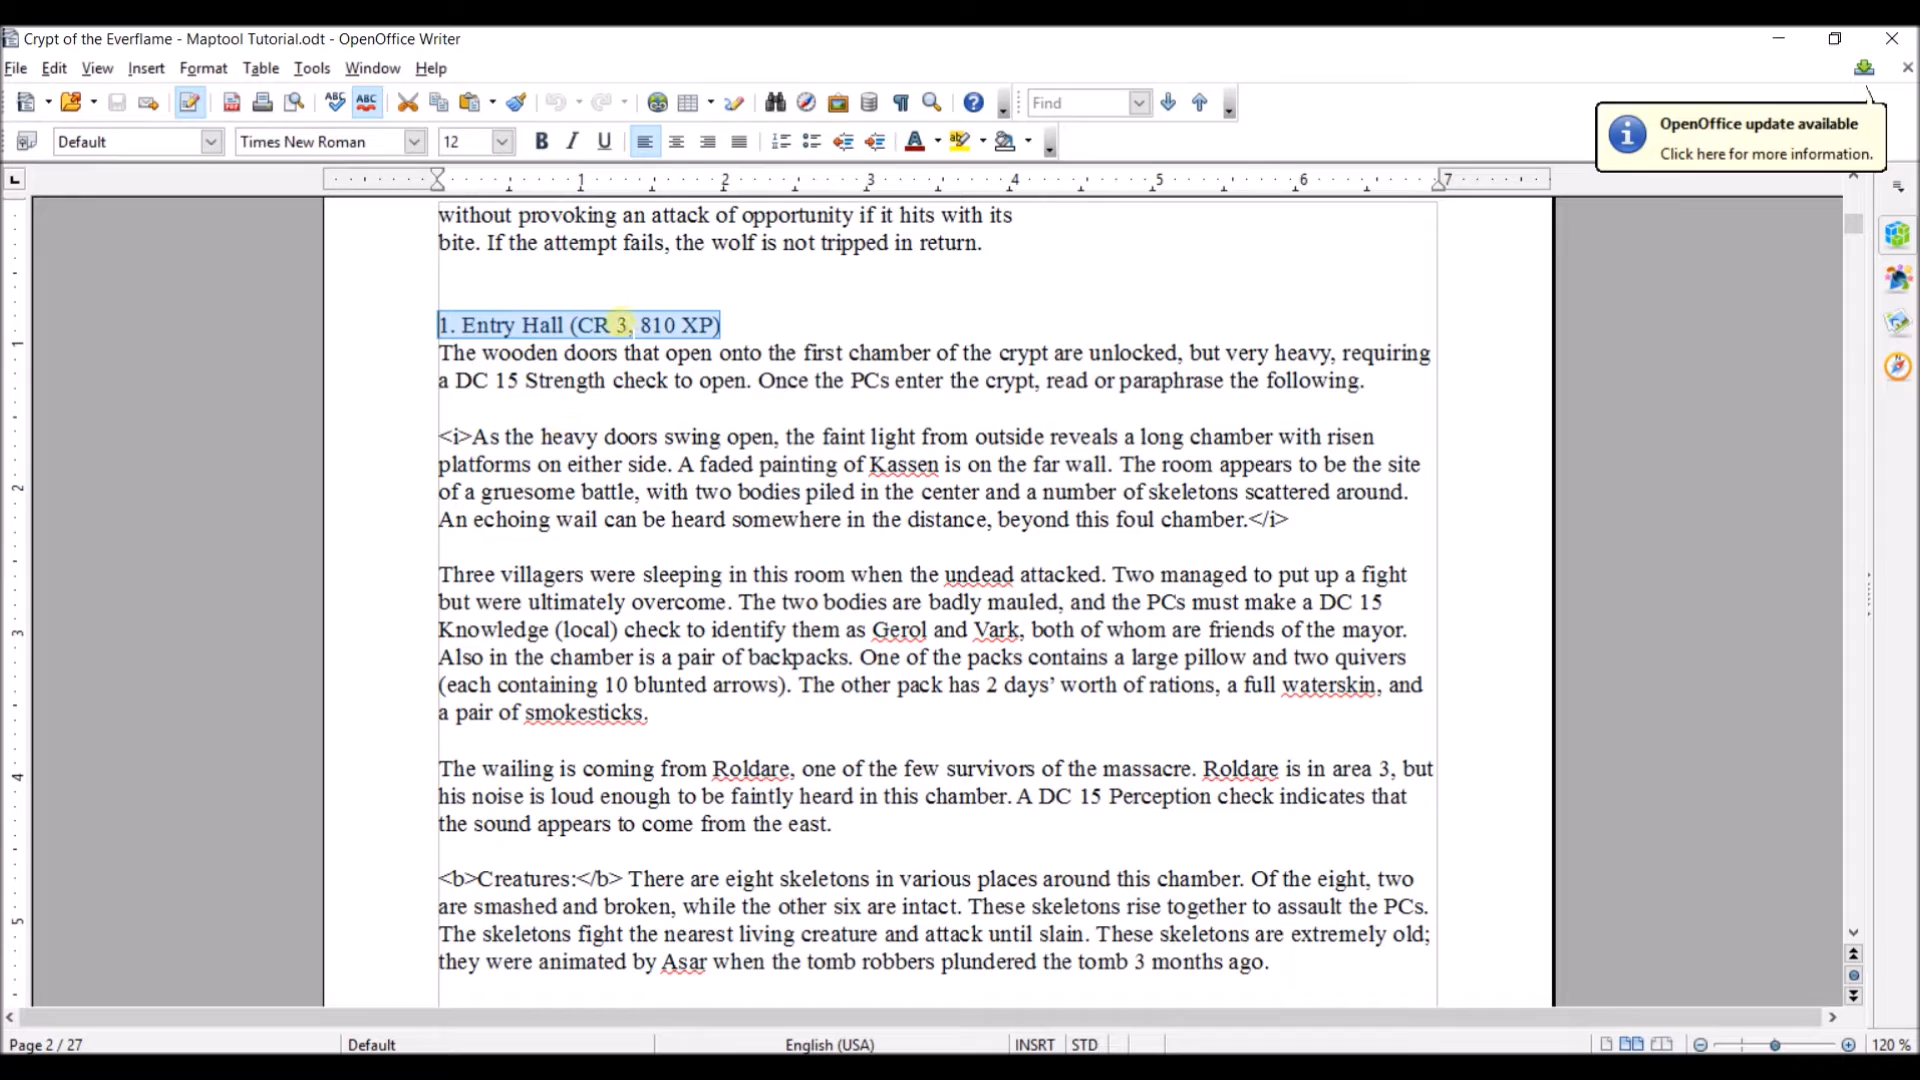 Crypt of the Everflame - Maptool Tutorial.odt - OpenOffice Writer
File Edit View Insert Format Table Tools Window Help
Find
OpenOffice update available
Click here for more information.
Default Times New Roman 12
1 2 3 4 5 6 7
without provoking an attack of opportunity if it hits with its
bite. If the attempt fails, the wolf is not tripped in return.
1. Entry Hall (CR 3, 810 XP)
The wooden doors that open onto the first chamber of the crypt are unlocked, but very heavy, requiring
a DC 15 Strength check to open. Once the PCs enter the crypt, read or paraphrase the following.
<i>As the heavy doors swing open, the faint light from outside reveals a long chamber with risen
platforms on either side. A faded painting of Kassen is on the far wall. The room appears to be the site
of a gruesome battle, with two bodies piled in the center and a number of skeletons scattered around.
An echoing wail can be heard somewhere in the distance, beyond this foul chamber.</i>
Three villagers were sleeping in this room when the undead attacked. Two managed to put up a fight
but were ultimately overcome. The two bodies are badly mauled, and the PCs must make a DC 15
Knowledge (local) check to identify them as Gerol and Vark, both of whom are friends of the mayor.
Also in the chamber is a pair of backpacks. One of the packs contains a large pillow and two quivers
(each containing 10 blunted arrows). The other pack has 2 days’ worth of rations, a full waterskin, and
a pair of smokesticks.
The wailing is coming from Roldare, one of the few survivors of the massacre. Roldare is in area 3, but
his noise is loud enough to be faintly heard in this chamber. A DC 15 Perception check indicates that
the sound appears to come from the east.
<b>Creatures:</b> There are eight skeletons in various places around this chamber. Of the eight, two
are smashed and broken, while the other six are intact. These skeletons rise together to assault the PCs.
The skeletons fight the nearest living creature and attack until slain. These skeletons are extremely old;
they were animated by Asar when the tomb robbers plundered the tomb 3 months ago.
1
2
3
4
5
Page 2 / 27 Default English (USA) INSRT STD 120 %